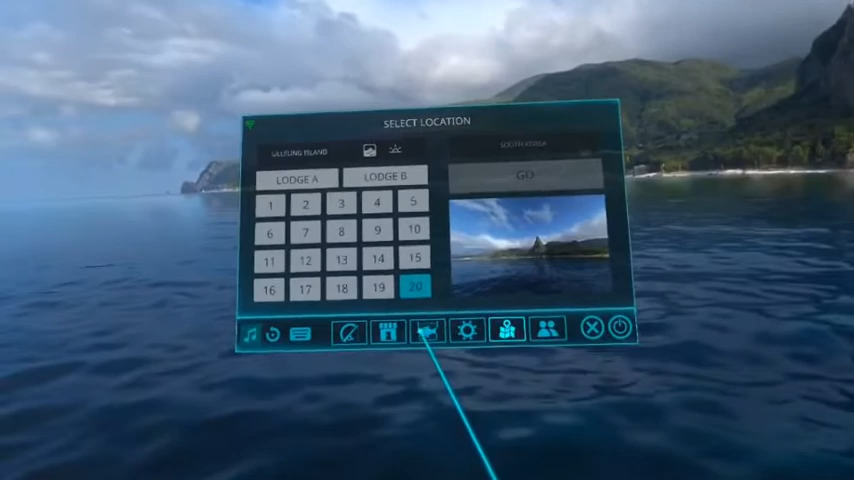 SELECT LOCATION
ULLEUNG ISLAND
SOUTH KOREA
LODGE A LODGE B
GO
1 2 3 4 5
6 7 8 9 10
11 12 13 14 15
16 17 18 19 20